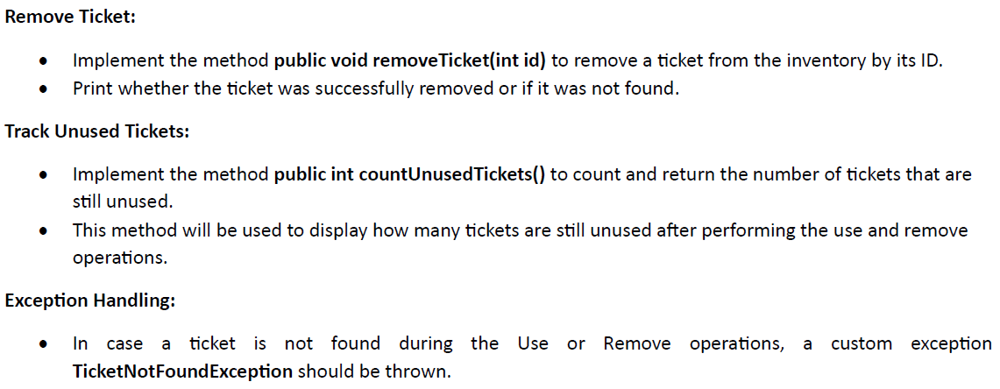 Remove Ticket:
• Implement the method public void removeTicket(int id) to remove a ticket from the inventory by its ID.
• Print whether the ticket was successfully removed or if it was not found.
Track Unused Tickets:
• Implement the method public int countUnusedTickets() to count and return the number of tickets that are
still unused.
• This method will be used to display how many tickets are still unused after performing the use and remove
operations.
Exception Handling:
• In case a ticket is not found during the Use or Remove operations, a custom exception
TicketNotFoundException should be thrown.